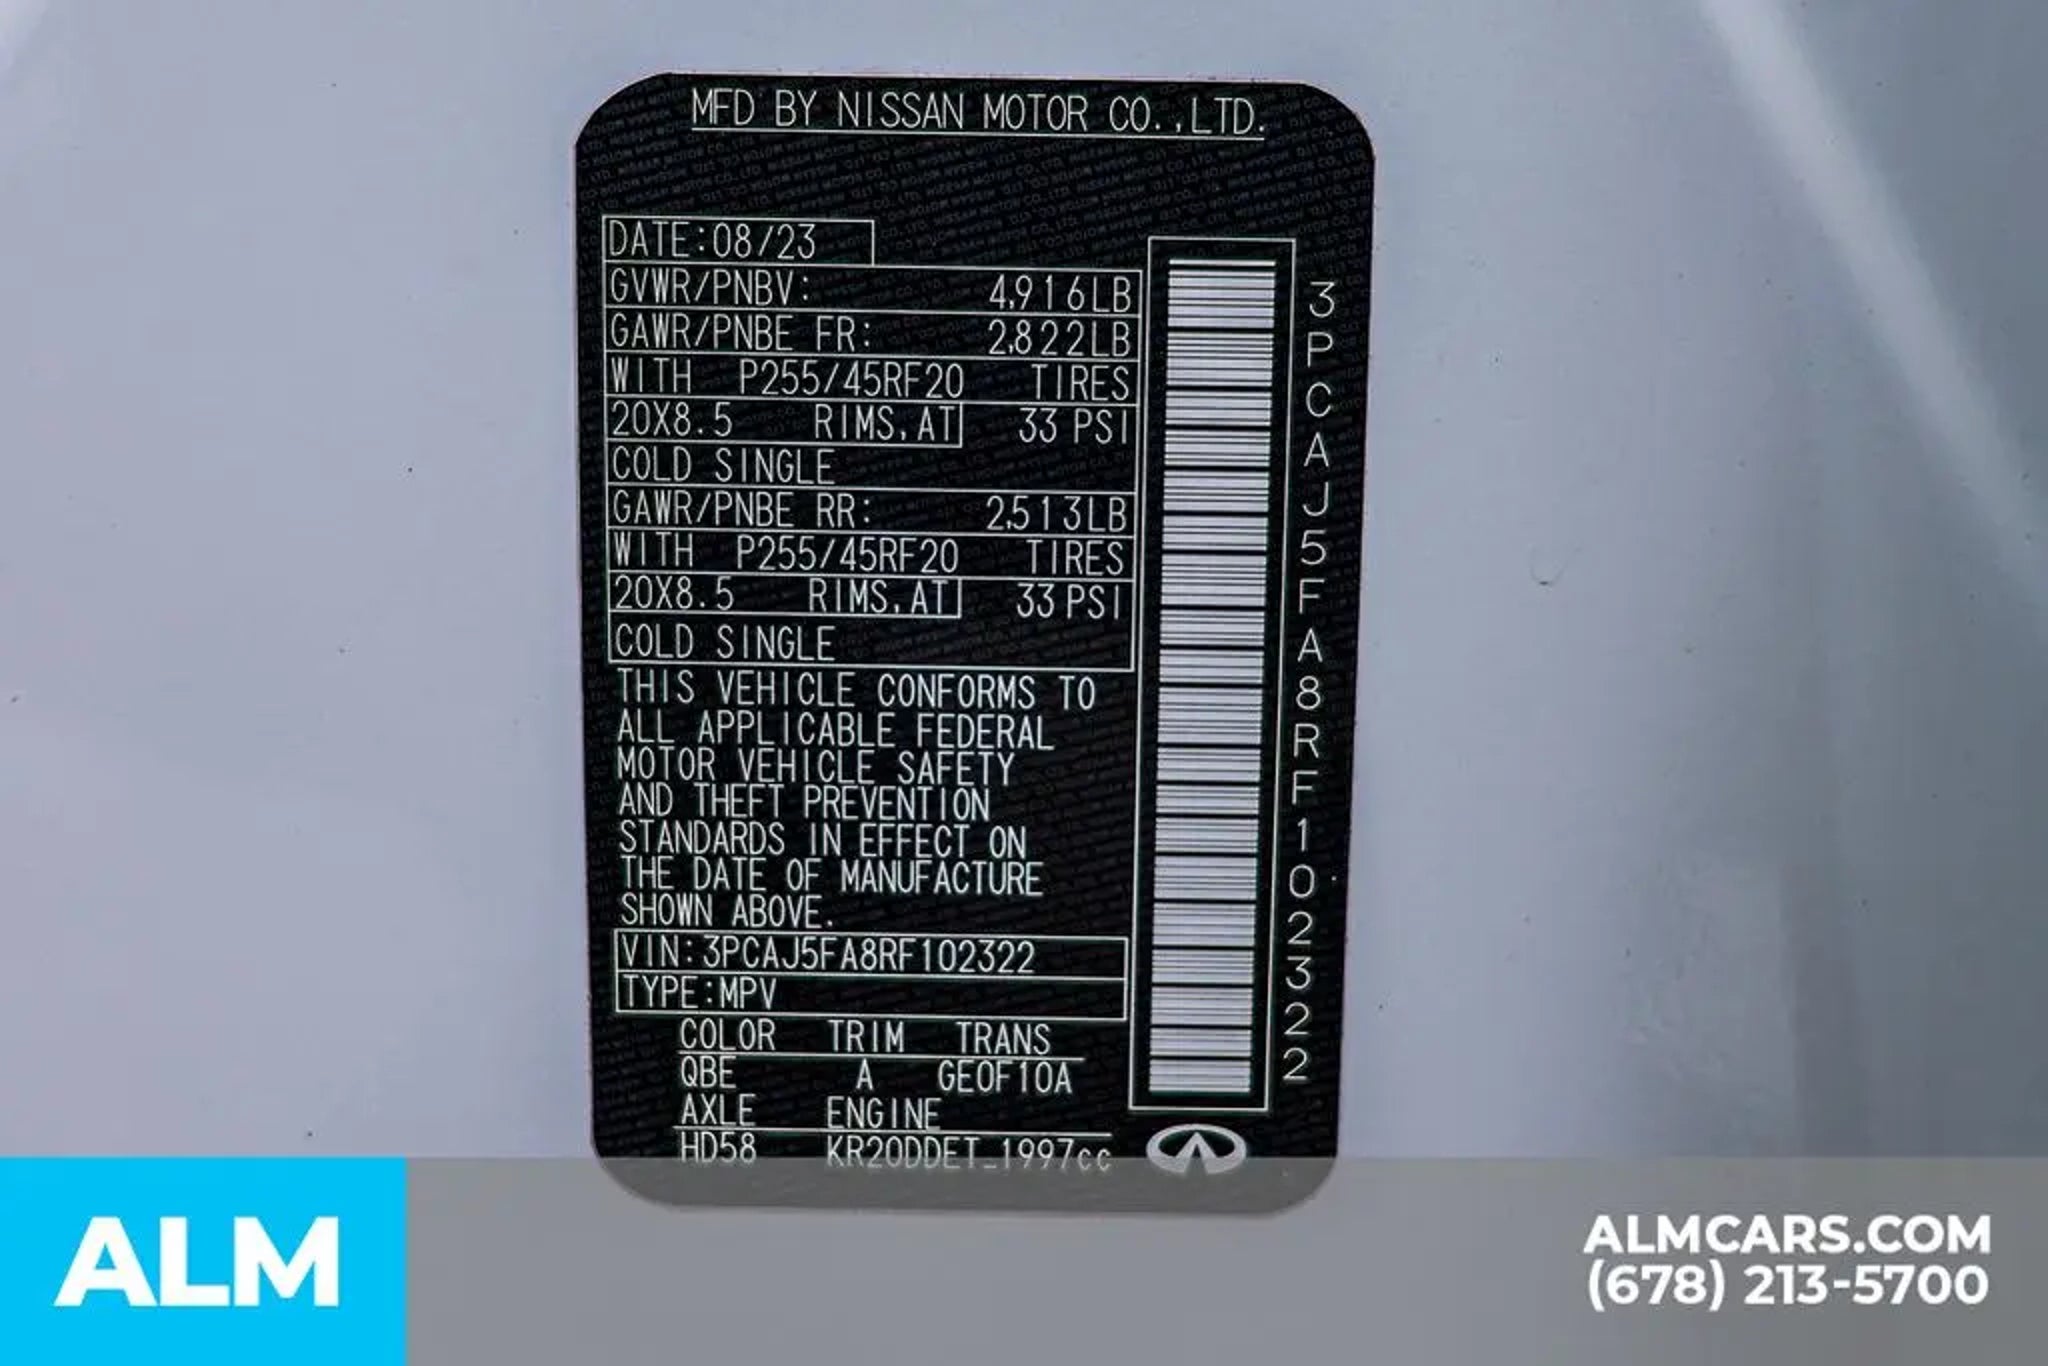 MFD BY NISSAN MOTOR CO.,LTD.
DATE:08/23
GVWR/PNBV: 4,916LB
GAWR/PNBE FR: 2,822LB
WITH P255/45RF20 TIRES
20X8.5 RIMS,AT 33 PSI
COLD SINGLE
GAWR/PNBE RR: 2,513LB
WITH P255/45RF20 TIRES
20X8.5 RIMS,AT 33 PSI
COLD SINGLE
THIS VEHICLE CONFORMS TO
ALL APPLICABLE FEDERAL
MOTOR VEHICLE SAFETY
AND THEFT PREVENTION
STANDARDS IN EFFECT ON
THE DATE OF MANUFACTURE
SHOWN ABOVE.
VIN:3PCAJ5FA8RF102322
TYPE:MPV
COLOR TRIM TRANS
QBE A GEOF10A
AXLE ENGINE
HD58 KR20DDET_1997cc
3PCAJ5FA8RF102322
ALM
ALMCARS.COM
(678) 213-5700